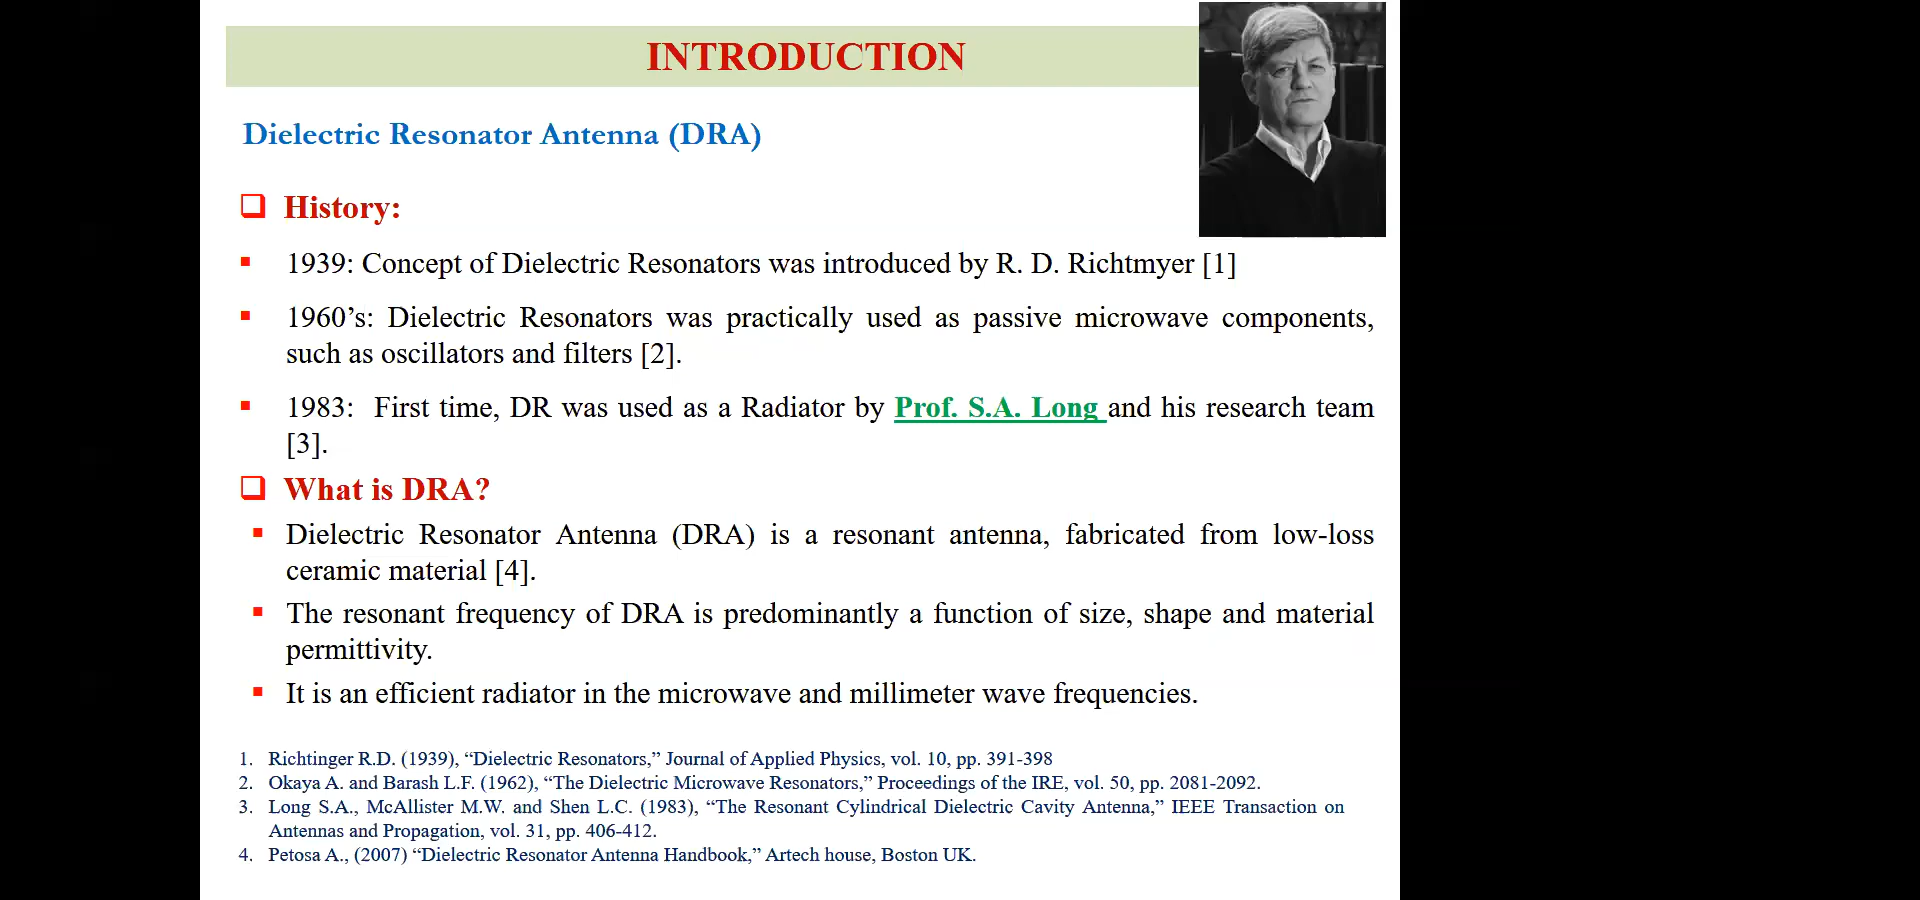 INTRODUCTION
Dielectric Resonator Antenna (DRA)
❑ History:
▪ 1939: Concept of Dielectric Resonators was introduced by R. D. Richtmyer [1]
▪ 1960’s: Dielectric Resonators was practically used as passive microwave components,
such as oscillators and filters [2].
▪ 1983: First time, DR was used as a Radiator by Prof. S.A. Long and his research team
[3].
❑ What is DRA?
▪ Dielectric Resonator Antenna (DRA) is a resonant antenna, fabricated from low-loss
ceramic material [4].
▪ The resonant frequency of DRA is predominantly a function of size, shape and material
permittivity.
▪ It is an efficient radiator in the microwave and millimeter wave frequencies.
1. Richtinger R.D. (1939), “Dielectric Resonators,” Journal of Applied Physics, vol. 10, pp. 391-398
2. Okaya A. and Barash L.F. (1962), “The Dielectric Microwave Resonators,” Proceedings of the IRE, vol. 50, pp. 2081-2092.
3. Long S.A., McAllister M.W. and Shen L.C. (1983), “The Resonant Cylindrical Dielectric Cavity Antenna,” IEEE Transaction on
Antennas and Propagation, vol. 31, pp. 406-412.
4. Petosa A., (2007) “Dielectric Resonator Antenna Handbook,” Artech house, Boston UK.